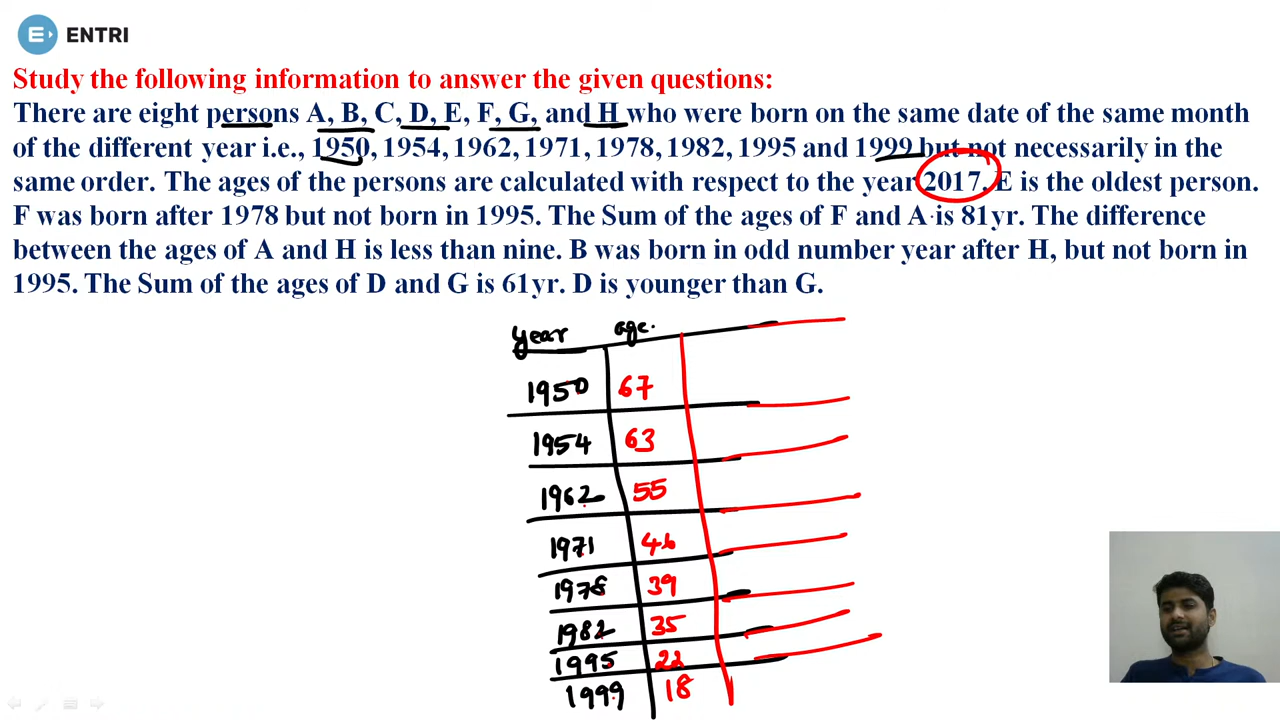 E ENTRI
Study the following information to answer the given questions:
There are eight persons A, B, C, D, E, F, G, and H who were born on the same date of the same month
of the different year i.e., 1950, 1954, 1962, 1971, 1978, 1982, 1995 and 1999 but not necessarily in the
same order. The ages of the persons are calculated with respect to the year 2017. E is the oldest person.
F was born after 1978 but not born in 1995. The Sum of the ages of F and A is 81yr. The difference
between the ages of A and H is less than nine. B was born in odd number year after H, but not born in
1995. The Sum of the ages of D and G is 61yr. D is younger than G.
year age.
1950 67
1954 63
1962 55
1971 46
1978 39
1982 35
1995 22
1999 18